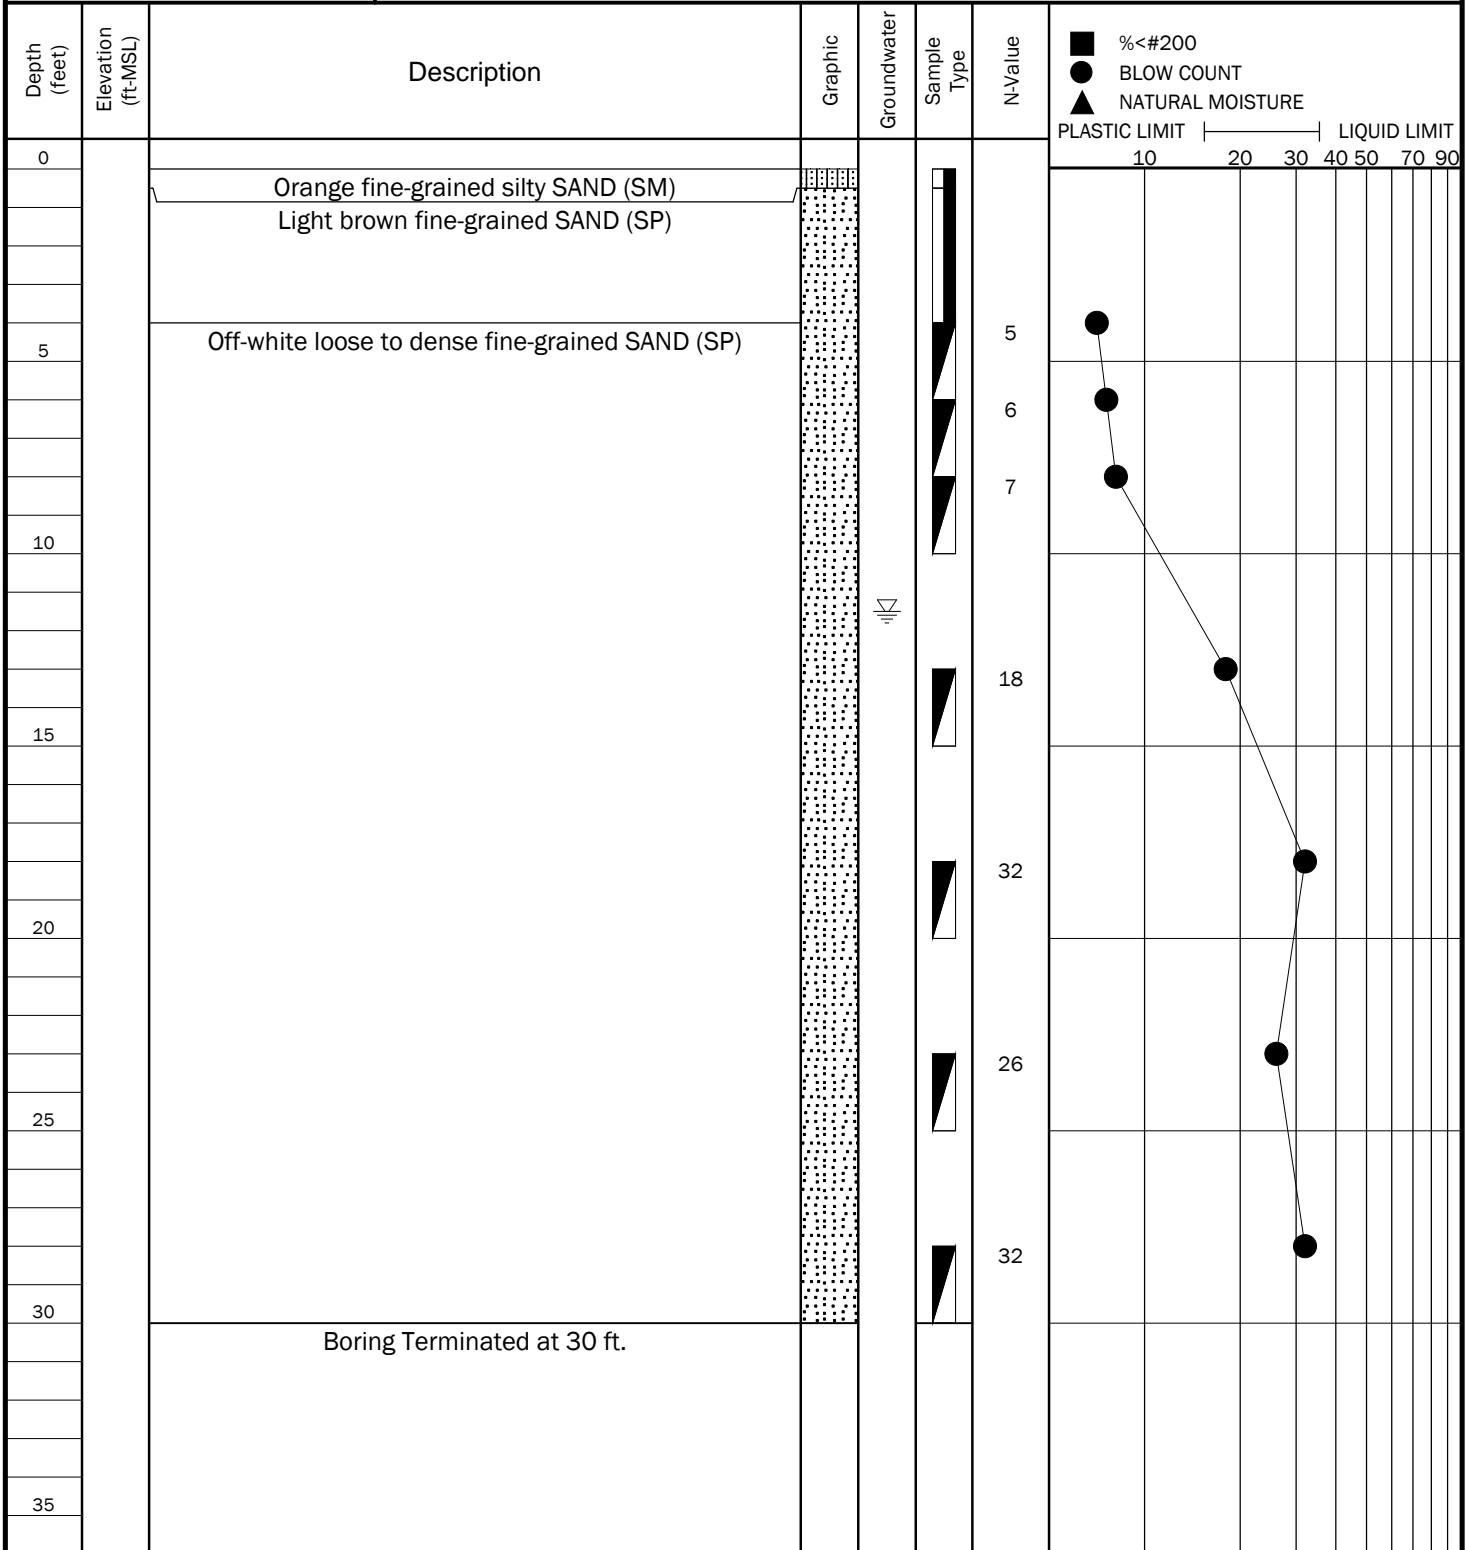 Depth
(feet)
Elevation
(ft-MSL)
Description
Graphic
Groundwater
Sample
Type
N-Value
%<#200
BLOW COUNT
NATURAL MOISTURE
PLASTIC LIMIT LIQUID LIMIT
10 20 30 40 50 70 90
0
Orange fine-grained silty SAND (SM)
Light brown fine-grained SAND (SP)
5
Off-white loose to dense fine-grained SAND (SP)
5
6
7
10
18
15
32
20
26
25
32
30
Boring Terminated at 30 ft.
35